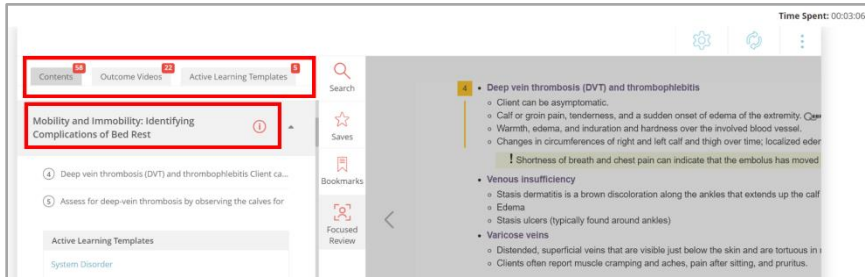 Time Spent: 00:03:06
58 22 5
Contents Outcome Videos Active Learning Templates
Mobility and Immobility: Identifying
Complications of Bed Rest
4 Deep vein thrombosis (DVT) and thrombophlebitis Client ca...
5 Assess for deep-vein thrombosis by observing the calves for
Active Learning Templates
System Disorder
Search
Saves
Bookmarks
Focused
Review
4 • Deep vein thrombosis (DVT) and thrombophlebitis
○ Client can be asymptomatic.
○ Calf or groin pain, tenderness, and a sudden onset of edema of the extremity.
○ Warmth, edema, and induration and hardness over the involved blood vessel.
○ Changes in circumferences of right and left calf and thigh over time; localized eder
! Shortness of breath and chest pain can indicate that the embolus has moved
• Venous insufficiency
○ Stasis dermatitis is a brown discoloration along the ankles that extends up the calf
○ Edema
○ Stasis ulcers (typically found around ankles)
• Varicose veins
○ Distended, superficial veins that are visible just below the skin and are tortuous in
○ Clients often report muscle cramping and aches, pain after sitting, and pruritus.